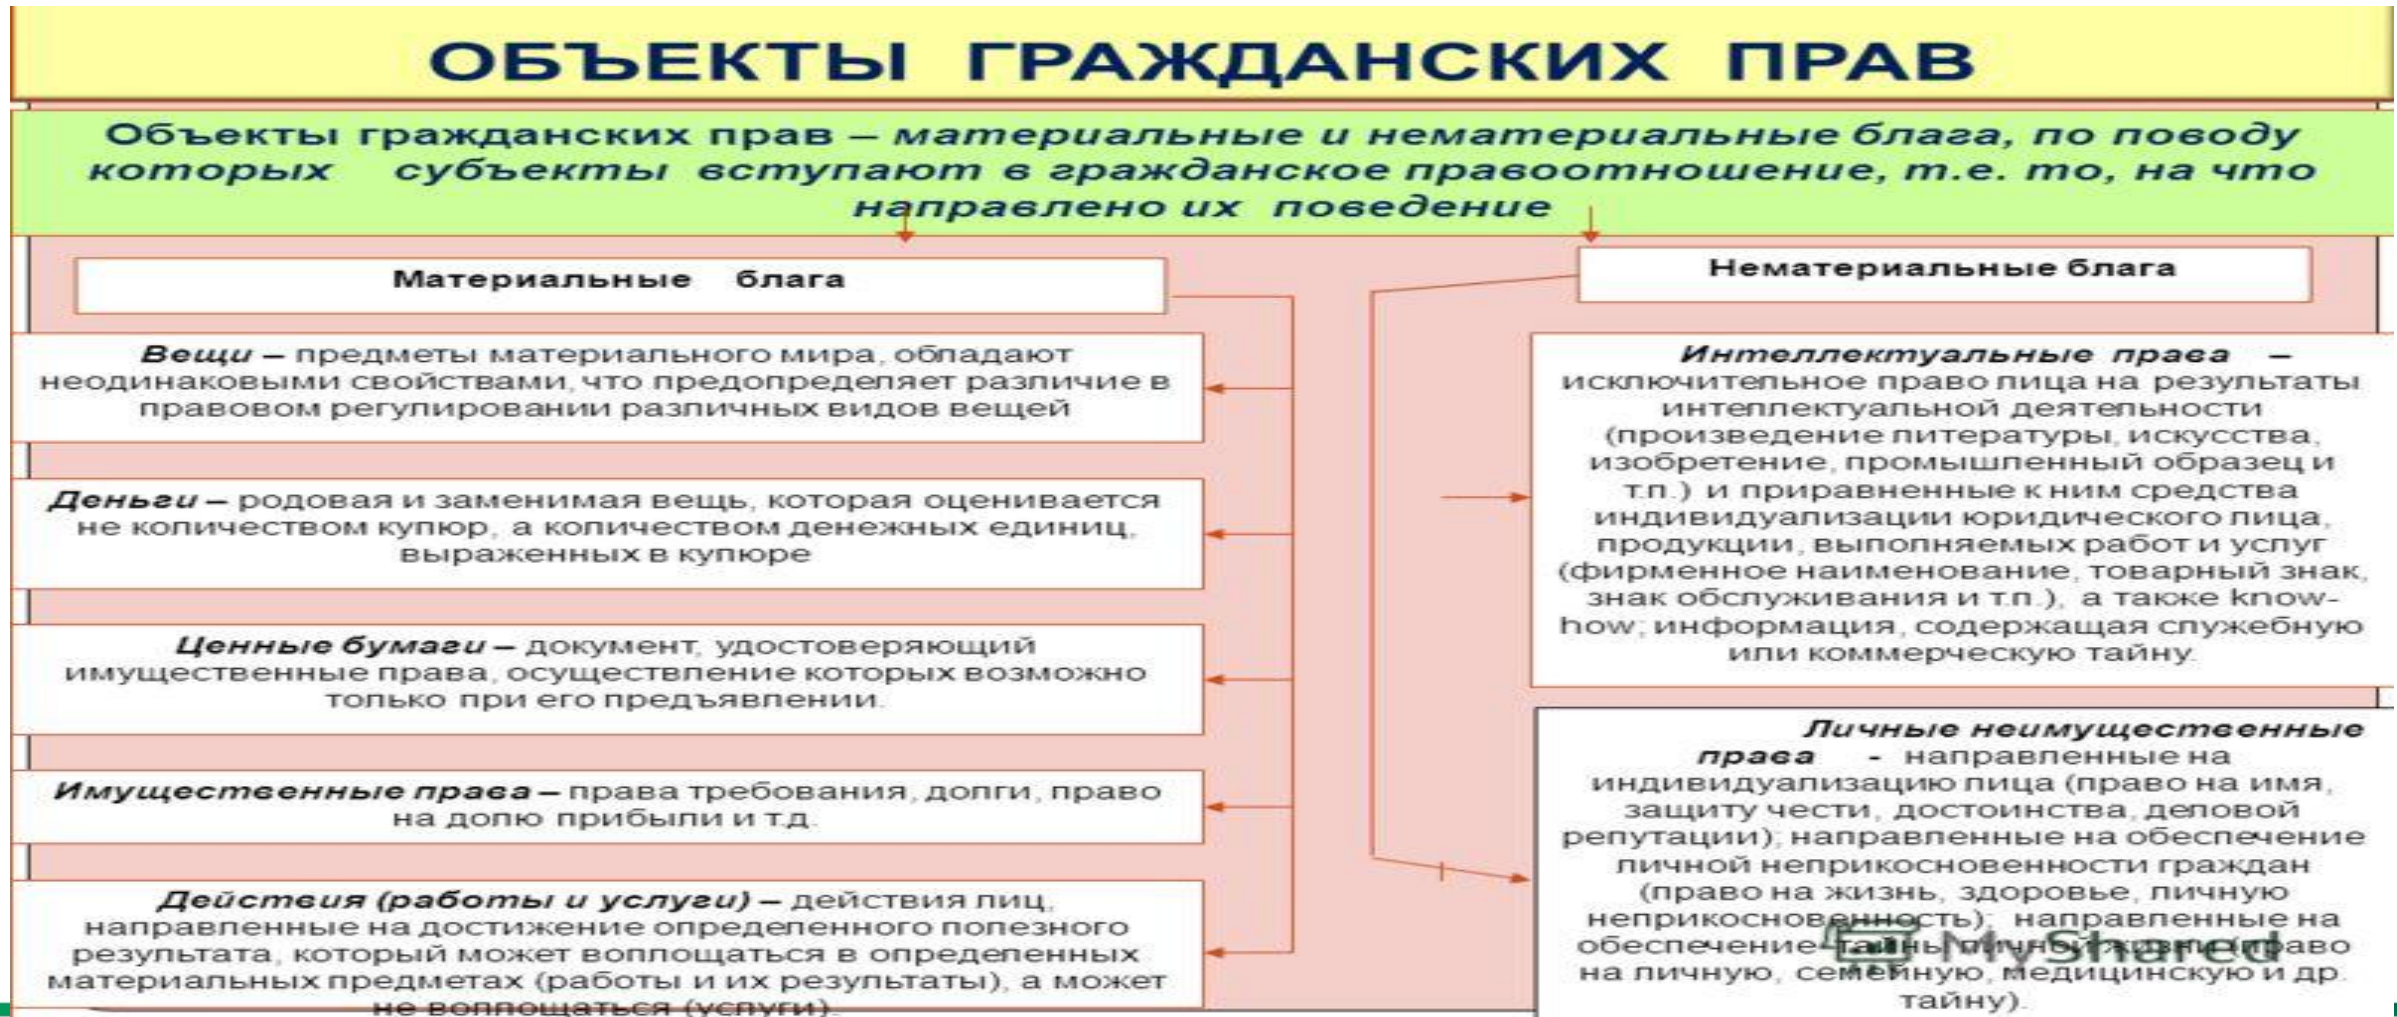 ОБЪЕКТЫ ГРАЖДАНСКИХ ПРАВ
Объекты гражданских прав – материальные и нематериальные блага, по поводу
которых субъекты вступают в гражданское правоотношение, т.е. то, на что
направлено их поведение
Материальные блага
Вещи – предметы материального мира, обладают
неодинаковыми свойствами, что предопределяет различие в
правовом регулировании различных видов вещей
Деньги – родовая и заменимая вещь, которая оценивается
не количеством купюр, а количеством денежных единиц,
выраженных в купюре
Ценные бумаги – документ, удостоверяющий
имущественные права, осуществление которых возможно
только при его предъявлении.
Имущественные права – права требования, долги, право
на долю прибыли и т.д.
Действия (работы и услуги) – действия лиц,
направленные на достижение определенного полезного
результата, который может воплощаться в определенных
материальных предметах (работы и их результаты), а может
не воплощаться (услуги).
Нематериальные блага
Интеллектуальные права –
исключительное право лица на результаты
интеллектуальной деятельности
(произведение литературы, искусства,
изобретение, промышленный образец и
т.п.) и приравненные к ним средства
индивидуализации юридического лица,
продукции, выполняемых работ и услуг
(фирменное наименование, товарный знак,
знак обслуживания и т.п.), а также know-
how; информация, содержащая служебную
или коммерческую тайну.
Личные неимущественные
права - направленные на
индивидуализацию лица (право на имя,
защиту чести, достоинства, деловой
репутации); направленные на обеспечение
личной неприкосновенности граждан
(право на жизнь, здоровье, личную
неприкосновенность); направленные на
обеспечение тайны личной жизни (право
на личную, семейную, медицинскую и др.
тайну).
MyShared